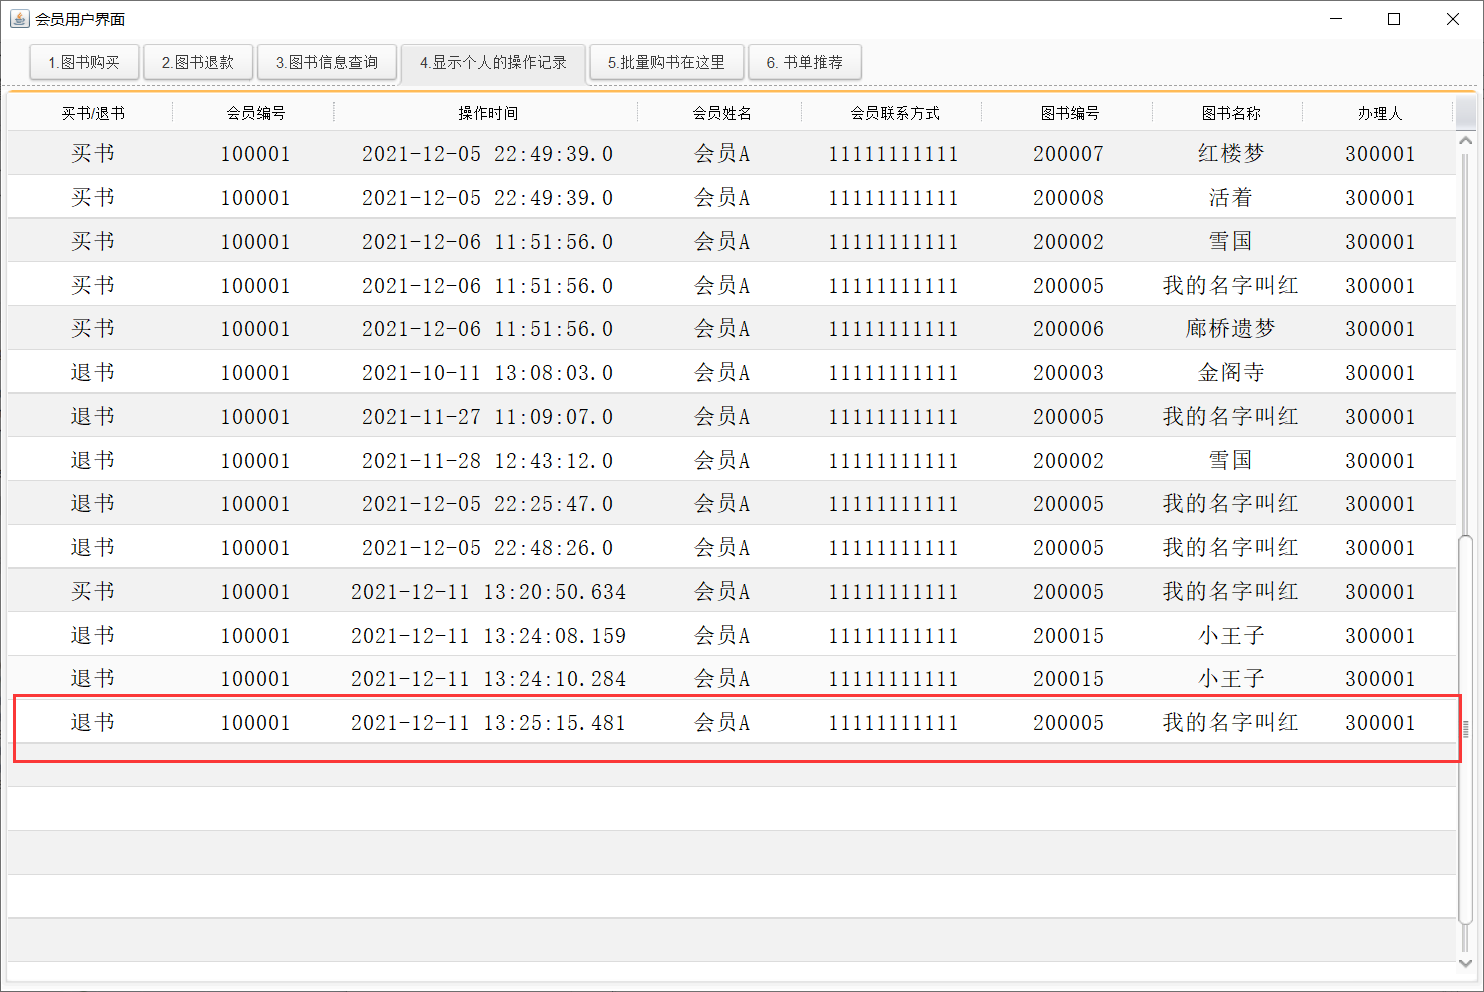 会员用户界面
1.图书购买 2.图书退款 3.图书信息查询 4.显示个人的操作记录 5.批量购书在这里 6. 书单推荐
买书/退书 会员编号 操作时间 会员姓名 会员联系方式 图书编号 图书名称 办理人
买书 100001 2021-12-05 22:49:39.0 会员A 11111111111 200007 红楼梦 300001
买书 100001 2021-12-05 22:49:39.0 会员A 11111111111 200008 活着 300001
买书 100001 2021-12-06 11:51:56.0 会员A 11111111111 200002 雪国 300001
买书 100001 2021-12-06 11:51:56.0 会员A 11111111111 200005 我的名字叫红 300001
买书 100001 2021-12-06 11:51:56.0 会员A 11111111111 200006 廊桥遗梦 300001
退书 100001 2021-10-11 13:08:03.0 会员A 11111111111 200003 金阁寺 300001
退书 100001 2021-11-27 11:09:07.0 会员A 11111111111 200005 我的名字叫红 300001
退书 100001 2021-11-28 12:43:12.0 会员A 11111111111 200002 雪国 300001
退书 100001 2021-12-05 22:25:47.0 会员A 11111111111 200005 我的名字叫红 300001
退书 100001 2021-12-05 22:48:26.0 会员A 11111111111 200005 我的名字叫红 300001
买书 100001 2021-12-11 13:20:50.634 会员A 11111111111 200005 我的名字叫红 300001
退书 100001 2021-12-11 13:24:08.159 会员A 11111111111 200015 小王子 300001
退书 100001 2021-12-11 13:24:10.284 会员A 11111111111 200015 小王子 300001
退书 100001 2021-12-11 13:25:15.481 会员A 11111111111 200005 我的名字叫红 300001